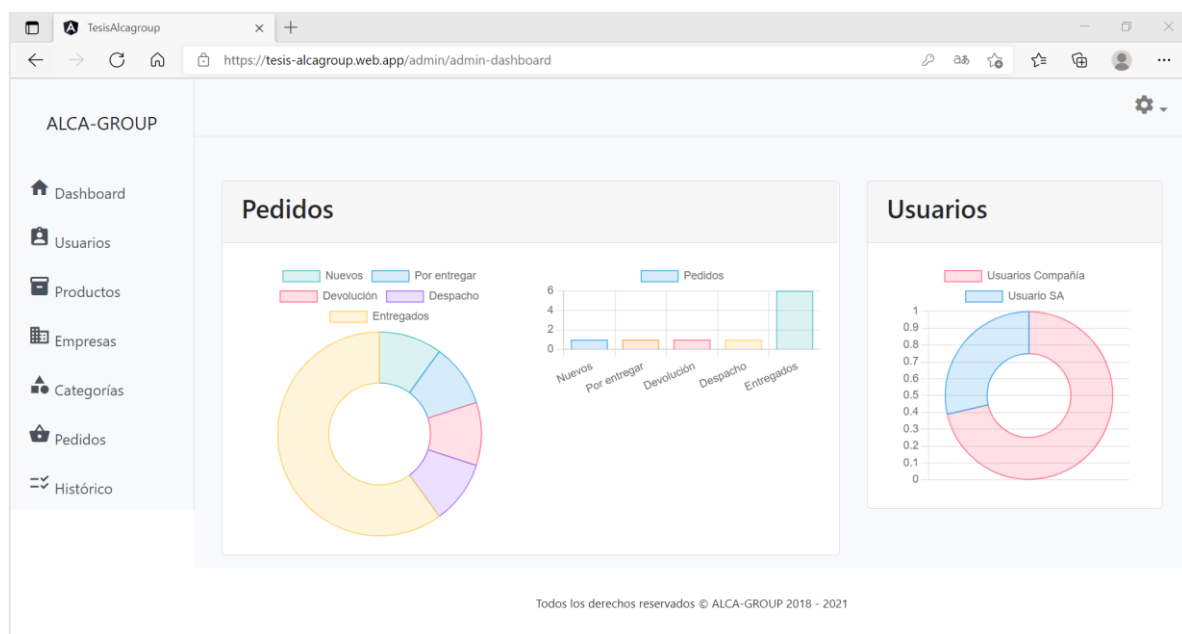 TesisAlcagroup
https://tesis-alcagroup.web.app/admin/admin-dashboard
ALCA-GROUP
Dashboard
Usuarios
Productos
Empresas
Categorías
Pedidos
Histórico
Pedidos
Nuevos Por entregar
Devolución Despacho
Entregados
Pedidos
6
4
2
0
Nuevos
Por entregar
Devolución
Despacho
Entregados
Usuarios
Usuarios Compañía
Usuario SA
1
0.9
0.8
0.7
0.6
0.5
0.4
0.3
0.2
0.1
0
Todos los derechos reservados © ALCA-GROUP 2018 - 2021